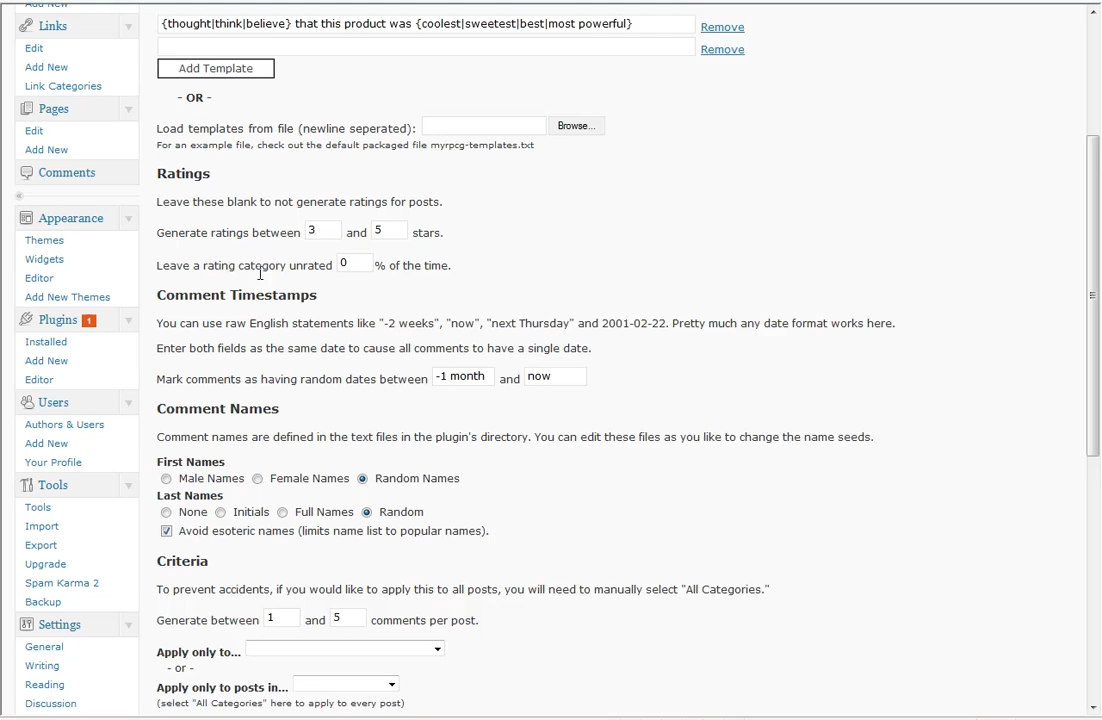 Links
Edit
Add New
Link Categories
Pages
Edit
Add New
Comments
Appearance
Themes
Widgets
Editor
Add New Themes
Plugins 1
Installed
Add New
Editor
Users
Authors & Users
Add New
Your Profile
Tools
Tools
Import
Export
Upgrade
Spam Karma 2
Backup
Settings
General
Writing
Reading
Discussion
{thought|think|believe} that this product was {coolest|sweetest|best|most powerful} Remove
Remove
Add Template
- OR -
Load templates from file (newline seperated): Browse...
For an example file, check out the default packaged file myrpcg-templates.txt
Ratings
Leave these blank to not generate ratings for posts.
Generate ratings between 3 and 5 stars.
Leave a rating category unrated 0 % of the time.
Comment Timestamps
You can use raw English statements like "-2 weeks", "now", "next Thursday" and 2001-02-22. Pretty much any date format works here.
Enter both fields as the same date to cause all comments to have a single date.
Mark comments as having random dates between -1 month and now
Comment Names
Comment names are defined in the text files in the plugin's directory. You can edit these files as you like to change the name seeds.
First Names
Male Names Female Names Random Names
Last Names
None Initials Full Names Random
Avoid esoteric names (limits name list to popular names).
Criteria
To prevent accidents, if you would like to apply this to all posts, you will need to manually select "All Categories."
Generate between 1 and 5 comments per post.
Apply only to...
- or -
Apply only to posts in...
(select "All Categories" here to apply to every post)